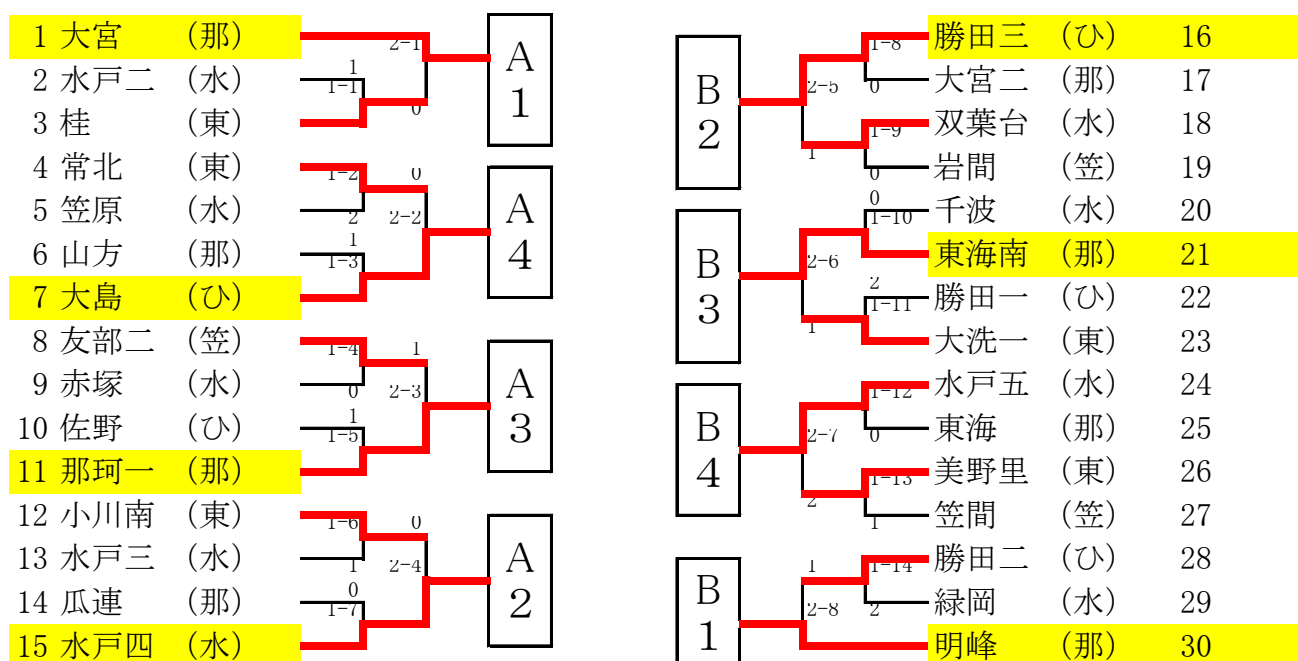 1 大宮 （那） 2-1 A1
2 水戸二 （水） 1 1-1
3 桂 （東） 0
4 常北 （東） 1-2 0 A4
5 笠原 （水） 2 2-2
6 山方 （那） 1 1-3
7 大島 （ひ）
8 友部二 （笠） 1-4 1 A3
9 赤塚 （水） 0 2-3
10 佐野 （ひ） 1 1-5
11 那珂一 （那）
12 小川南 （東） 1-6 0 A2
13 水戸三 （水） 1 2-4
14 瓜連 （那） 0 1-7
15 水戸四 （水）
B2 1-8 勝田三 （ひ） 16
2-5 0 大宮二 （那） 17
1-9 双葉台 （水） 18
1 0 岩間 （笠） 19
B3 0 1-10 千波 （水） 20
2-6 東海南 （那） 21
2 1-11 勝田一 （ひ） 22
1 大洗一 （東） 23
B4 1-12 水戸五 （水） 24
2-7 0 東海 （那） 25
1-13 美野里 （東） 26
2 1 笠間 （笠） 27
B1 1 1-14 勝田二 （ひ） 28
2-8 2 緑岡 （水） 29
明峰 （那） 30